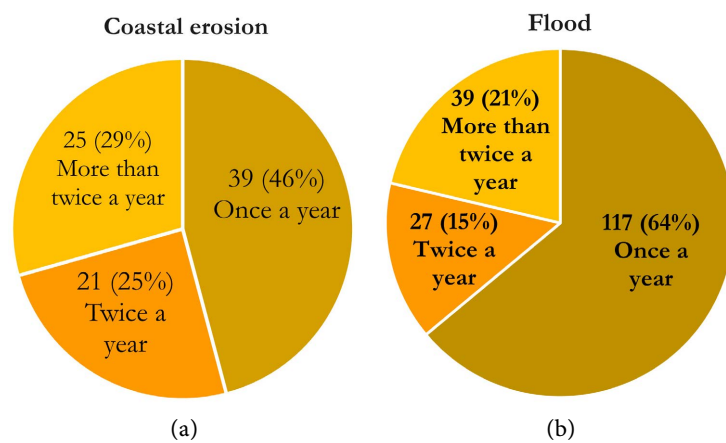 Coastal erosion
25 (29%)
More than
twice a year
39 (46%)
Once a year
21 (25%)
Twice a
year
(a)
Flood
39 (21%)
More than
twice a
year
27 (15%)
Twice a
year
117 (64%)
Once a
year
(b)